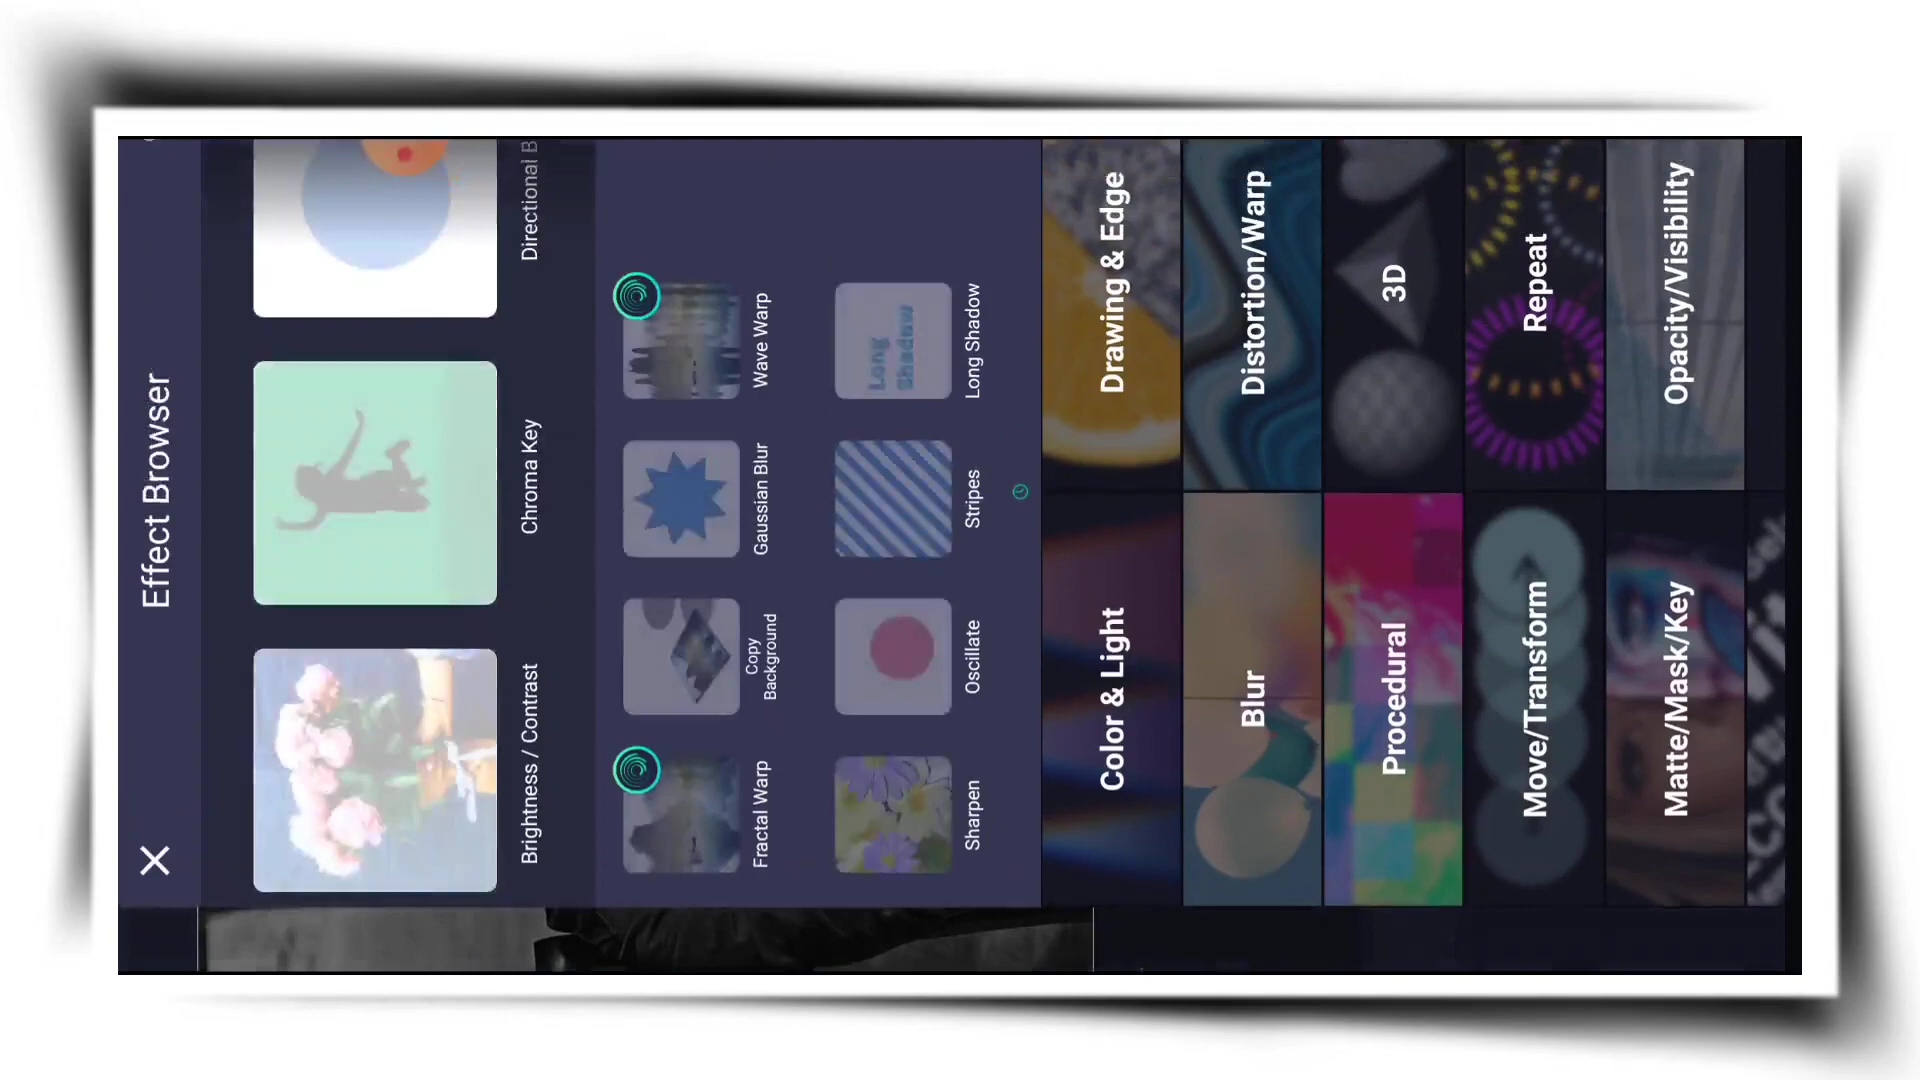 Effect Browser
Brightness / Contrast
Chroma Key
Directional B
Fractal Warp
Copy
Background
Gaussian Blur
Wave Warp
Sharpen
Oscillate
Stripes
Long Shadow
Long
Shadow
Color & Light
Drawing & Edge
Blur
Distortion/Warp
Procedural
3D
Move/Transform
Repeat
Matte/Mask/Key
Opacity/Visibility